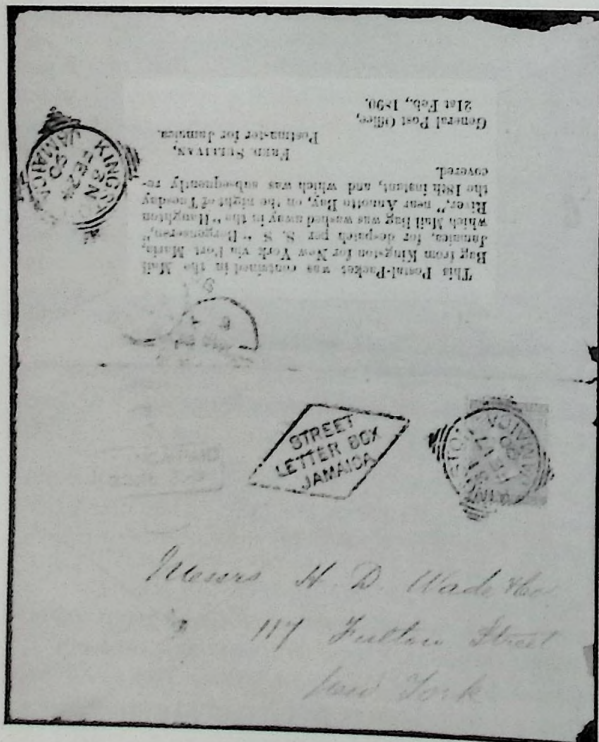 This Postal-Packet was contained in the Mail
Bag from Kingston for New York via Port Maria,
Jamaica, for despatch per S. S. "Bergenseren,"
which Mail Bag was washed away in the "Haughton
River," near Annotto Bay, on the night of Tuesday
the 18th instant, and which was subsequently re-
covered.
FRED. SULLIVAN,
Postmaster for Jamaica.
General Post Office,
21st Feb., 1890.
KINGSTON JAMAICA
STREET
LETTER BOX
JAMAICA
KINGSTON JAMAICA
Messrs H. D. Wade & Co
117 Fulton Street
New York